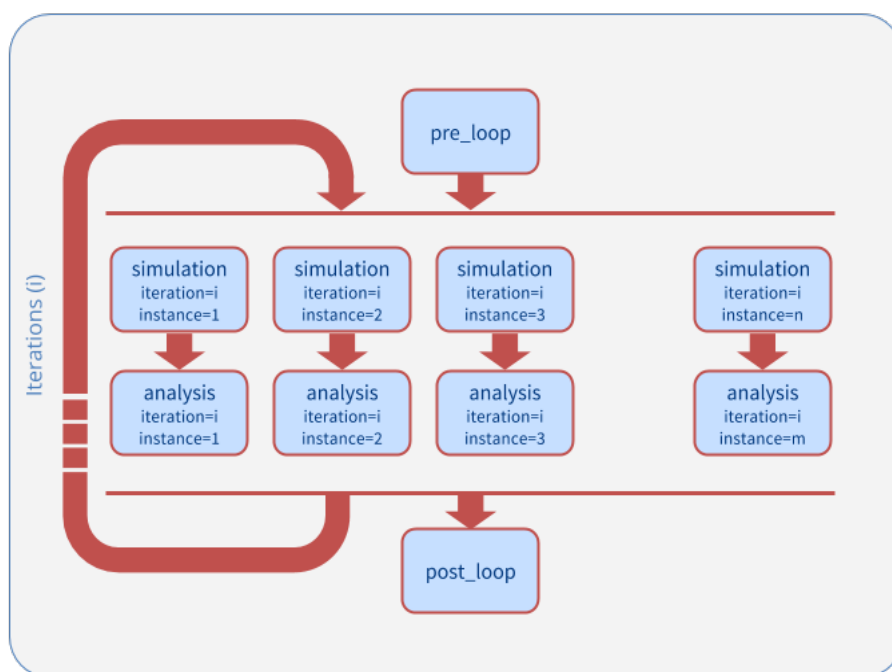 pre_loop
Iterations (i)
simulation
iteration=i
instance=1
simulation
iteration=i
instance=2
simulation
iteration=i
instance=3
simulation
iteration=i
instance=n
analysis
iteration=i
instance=1
analysis
iteration=i
instance=2
analysis
iteration=i
instance=3
analysis
iteration=i
instance=m
post_loop